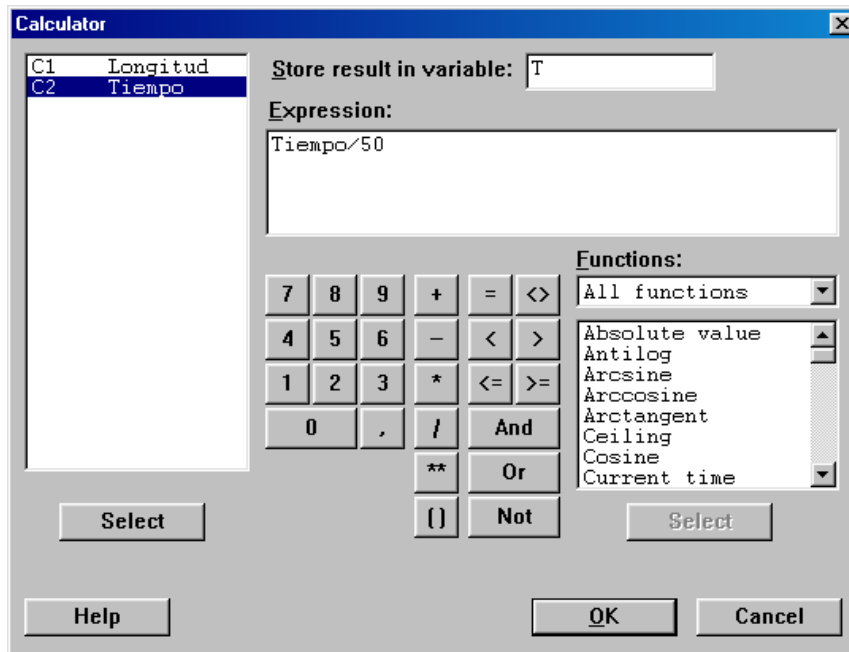 Calculator
C1 Longitud
C2 Tiempo
Store result in variable: T
Expression:
Tiempo/50
Functions:
All functions
7 8 9 + = <>
4 5 6 − < >
1 2 3 * <= >=
0 , / And
** Or
() Not
Absolute value
Antilog
Arcsine
Arccosine
Arctangent
Ceiling
Cosine
Current time
Select
Select
Help
OK
Cancel